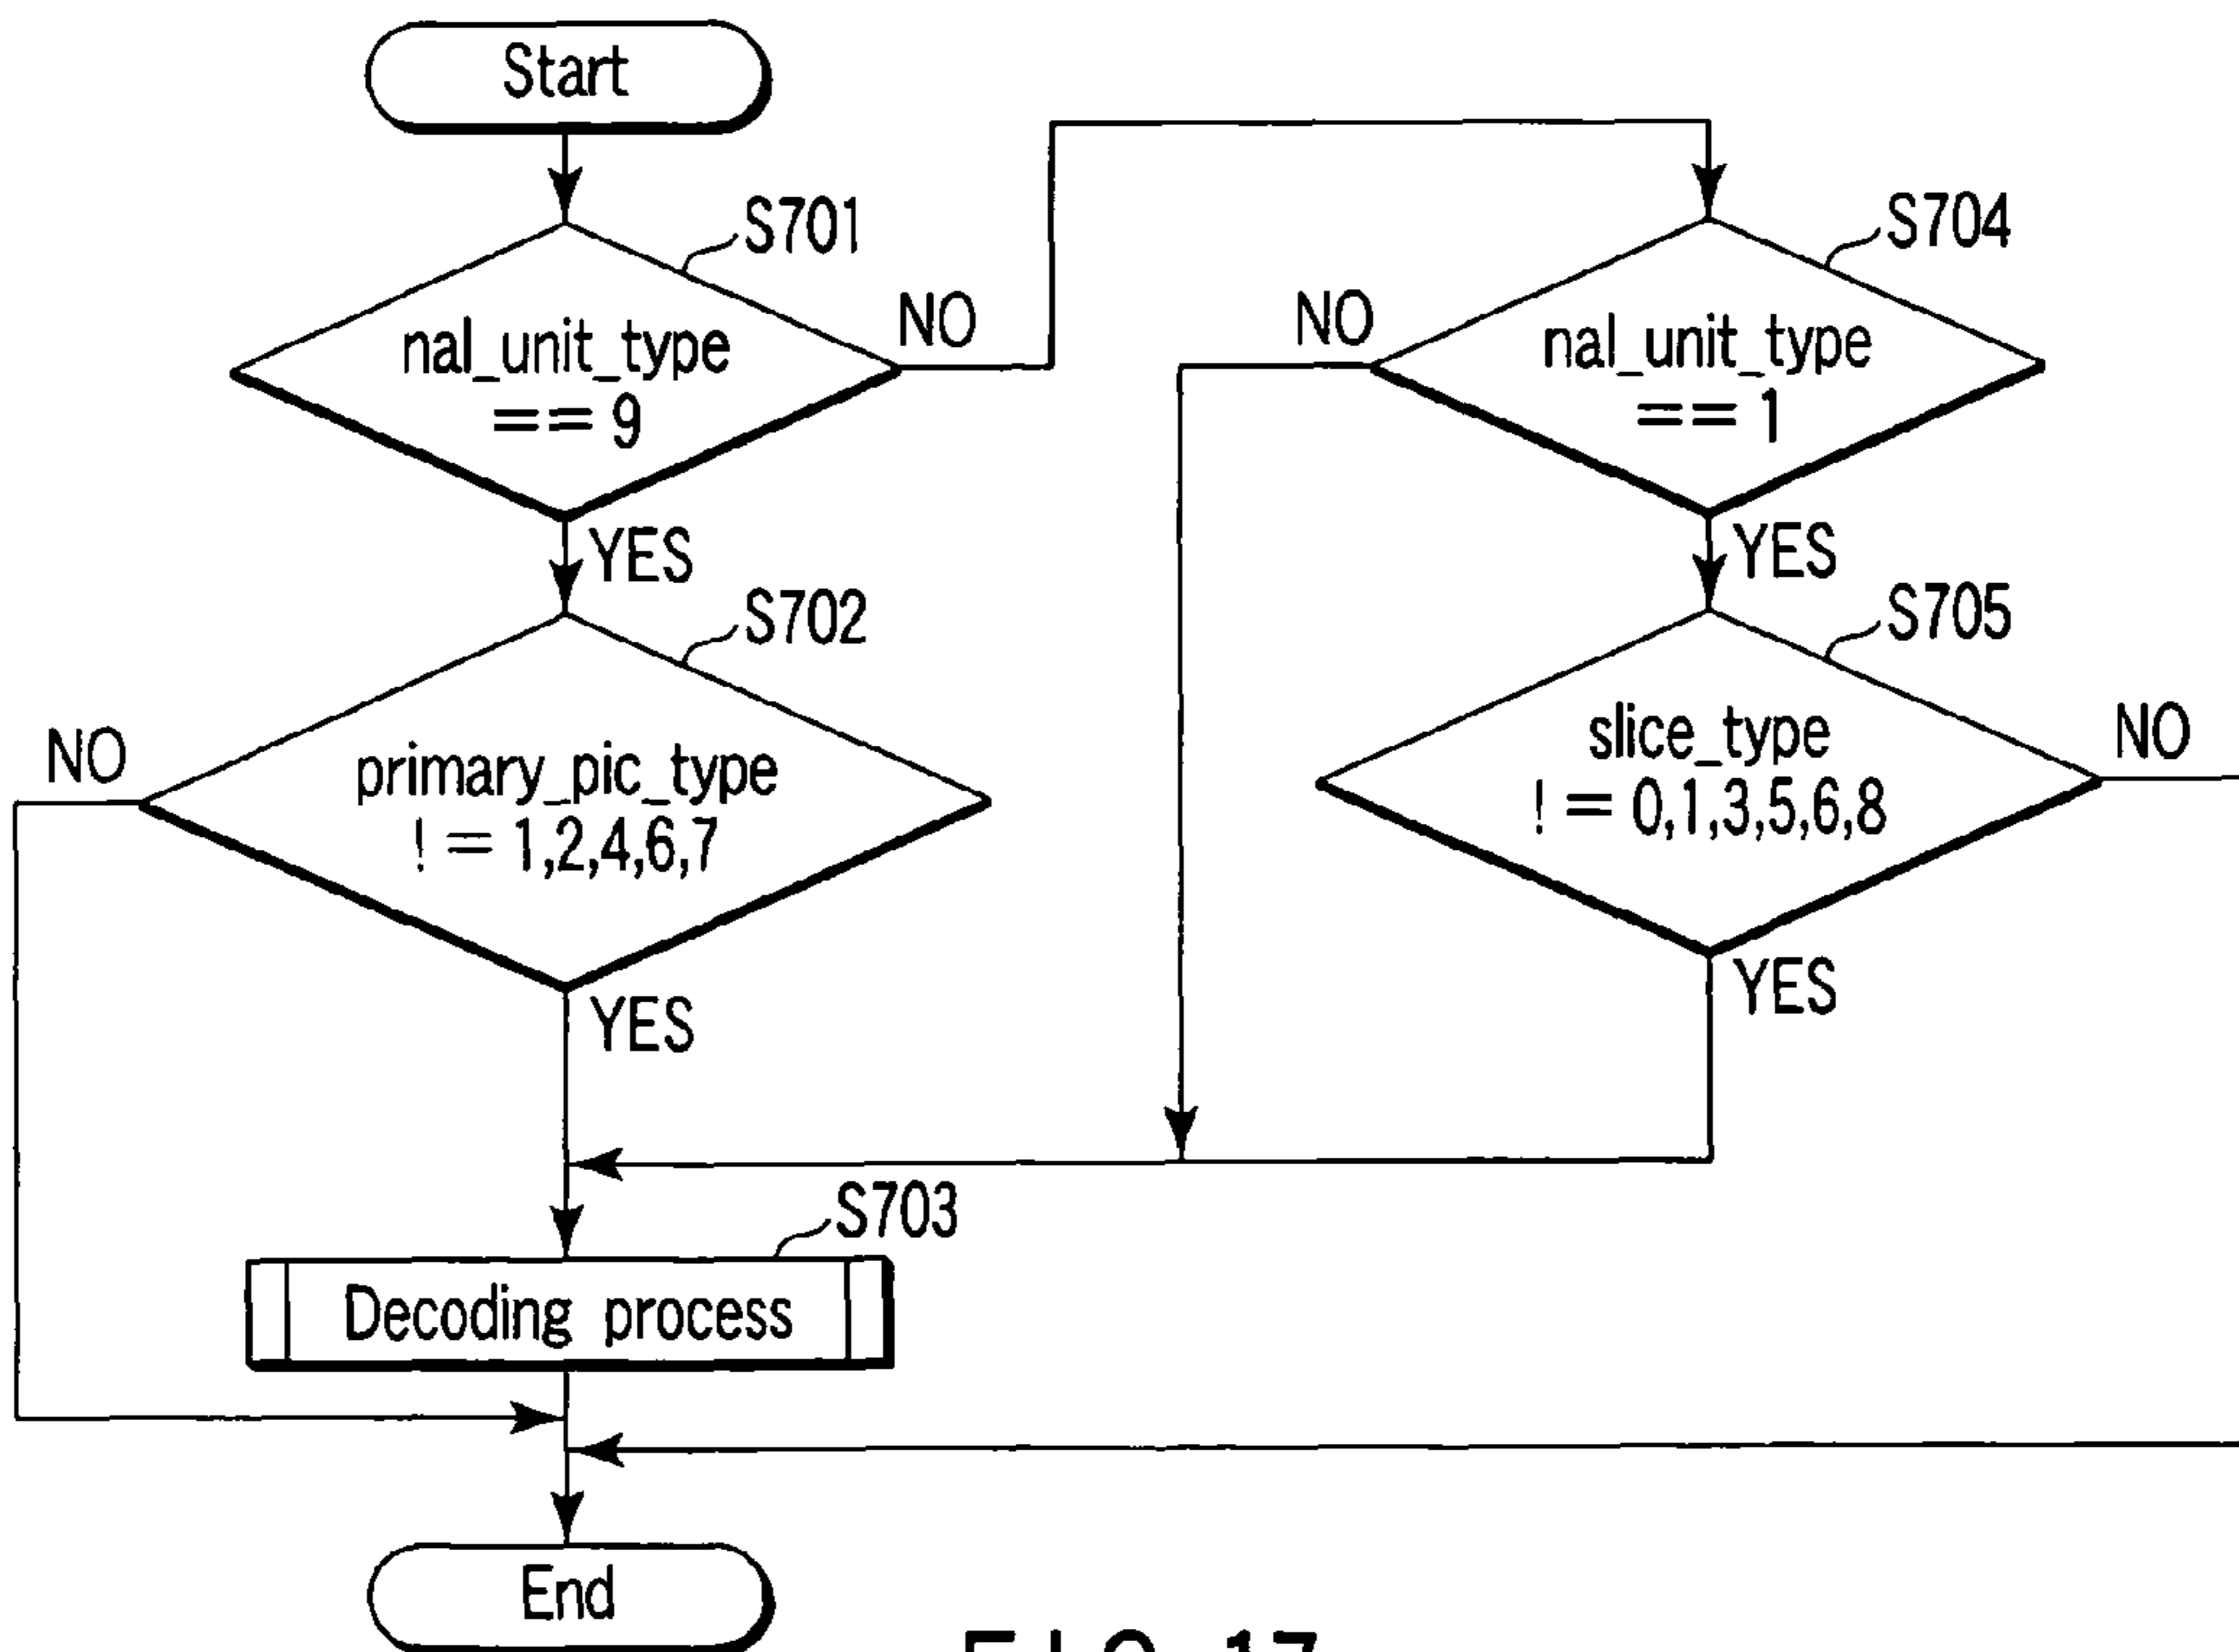 Start
S701
nal_unit_type
== 9
NO
YES
S702
primary_pic_type
! = 1,2,4,6,7
NO
YES
S703
Decoding process
End
S704
nal_unit_type
== 1
NO
YES
S705
slice_type
! = 0,1,3,5,6,8
NO
YES